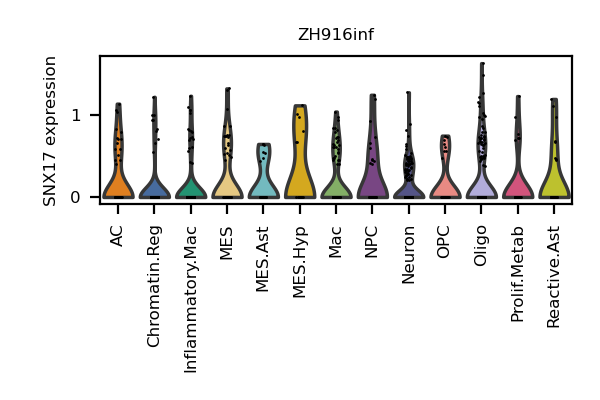 ZH916inf
SNX17 expression
1
0
AC
Chromatin.Reg
Inflammatory.Mac
MES
MES.Ast
MES.Hyp
Mac
NPC
Neuron
OPC
Oligo
Prolif.Metab
Reactive.Ast